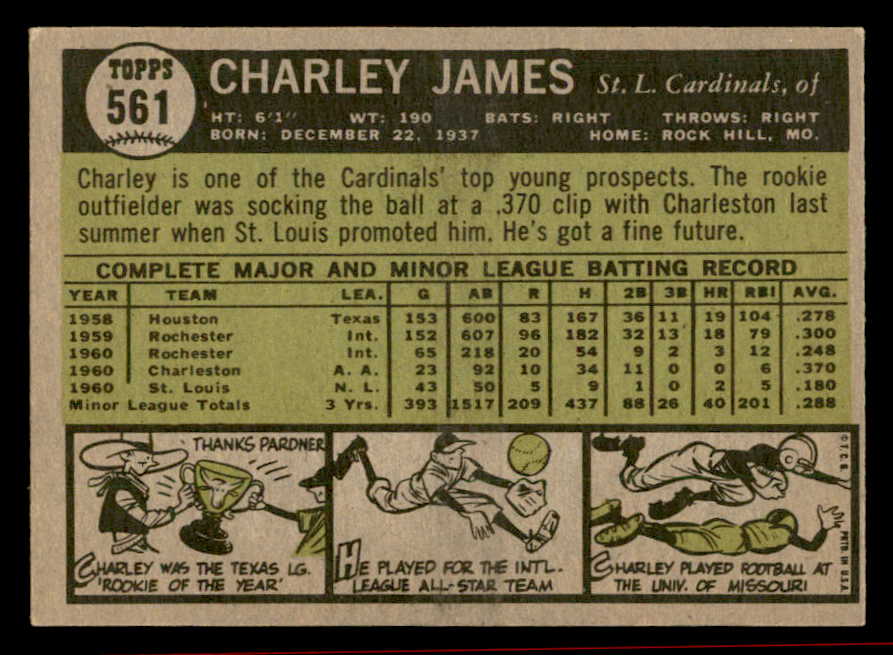 TOPPS
561
CHARLEY JAMES St. L. Cardinals, of
HT: 6'1" WT: 190 BATS: RIGHT THROWS: RIGHT
BORN: DECEMBER 22, 1937 HOME: ROCK HILL, MO.
Charley is one of the Cardinals' top young prospects. The rookie
outfielder was socking the ball at a .370 clip with Charleston last
summer when St. Louis promoted him. He's got a fine future.
COMPLETE MAJOR AND MINOR LEAGUE BATTING RECORD
YEAR TEAM LEA. G AB R H 2B 3B HR RBI AVG.
1958 Houston Texas 153 600 83 167 36 11 19 104 .278
1959 Rochester Int. 152 607 96 182 32 13 18 79 .300
1960 Rochester Int. 65 218 20 54 9 2 3 12 .248
1960 Charleston A. A. 23 92 10 34 11 0 0 6 .370
1960 St. Louis N. L. 43 50 5 9 1 0 2 5 .180
Minor League Totals 3 Yrs. 393 1517 209 437 88 26 40 201 .288
THANKS PARDNER
CHARLEY WAS THE TEXAS LG.
'ROOKIE OF THE YEAR'
HE PLAYED FOR THE INTL.
LEAGUE ALL-STAR TEAM
CHARLEY PLAYED FOOTBALL AT
THE UNIV. OF MISSOURI
© T.C.G. PRTD. IN U.S.A.